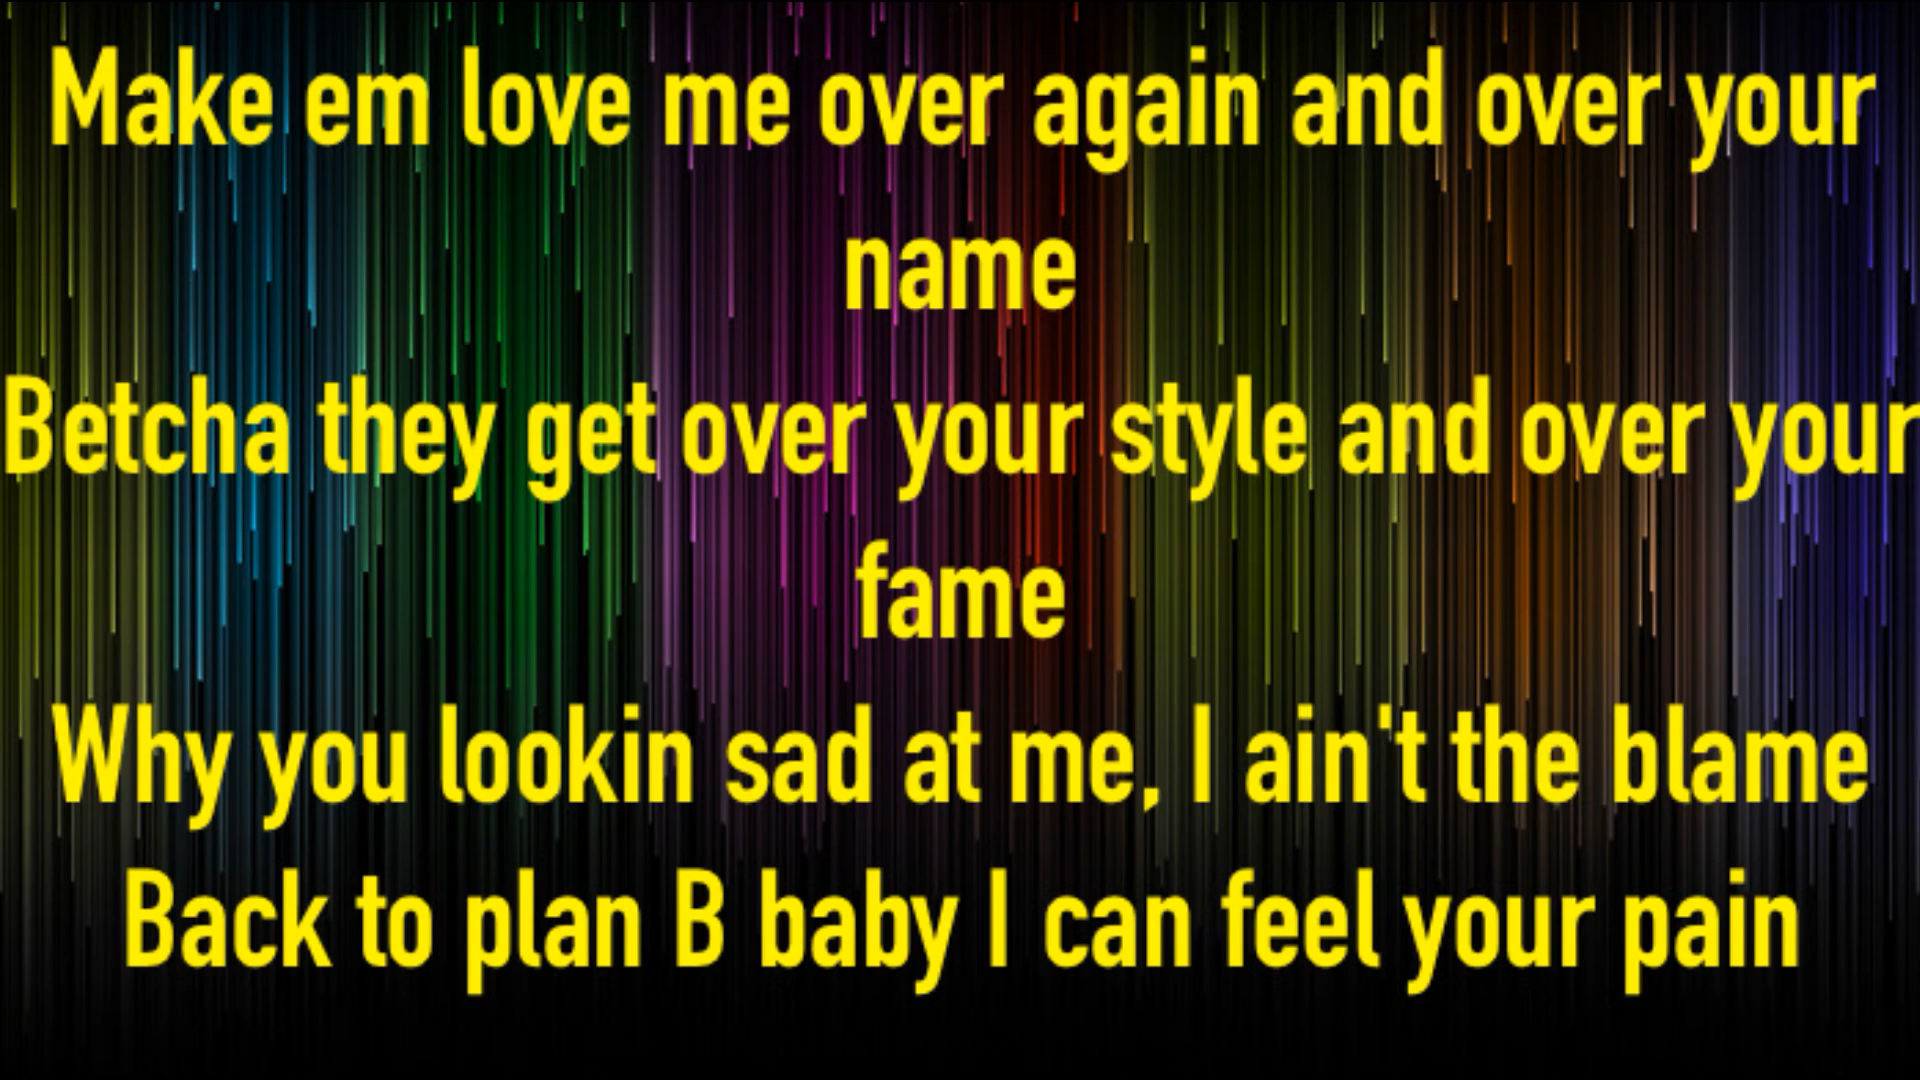 Make em love me over again and over your
name
Betcha they get over your style and over your
fame
Why you lookin sad at me, I ain't the blame
Back to plan B baby I can feel your pain